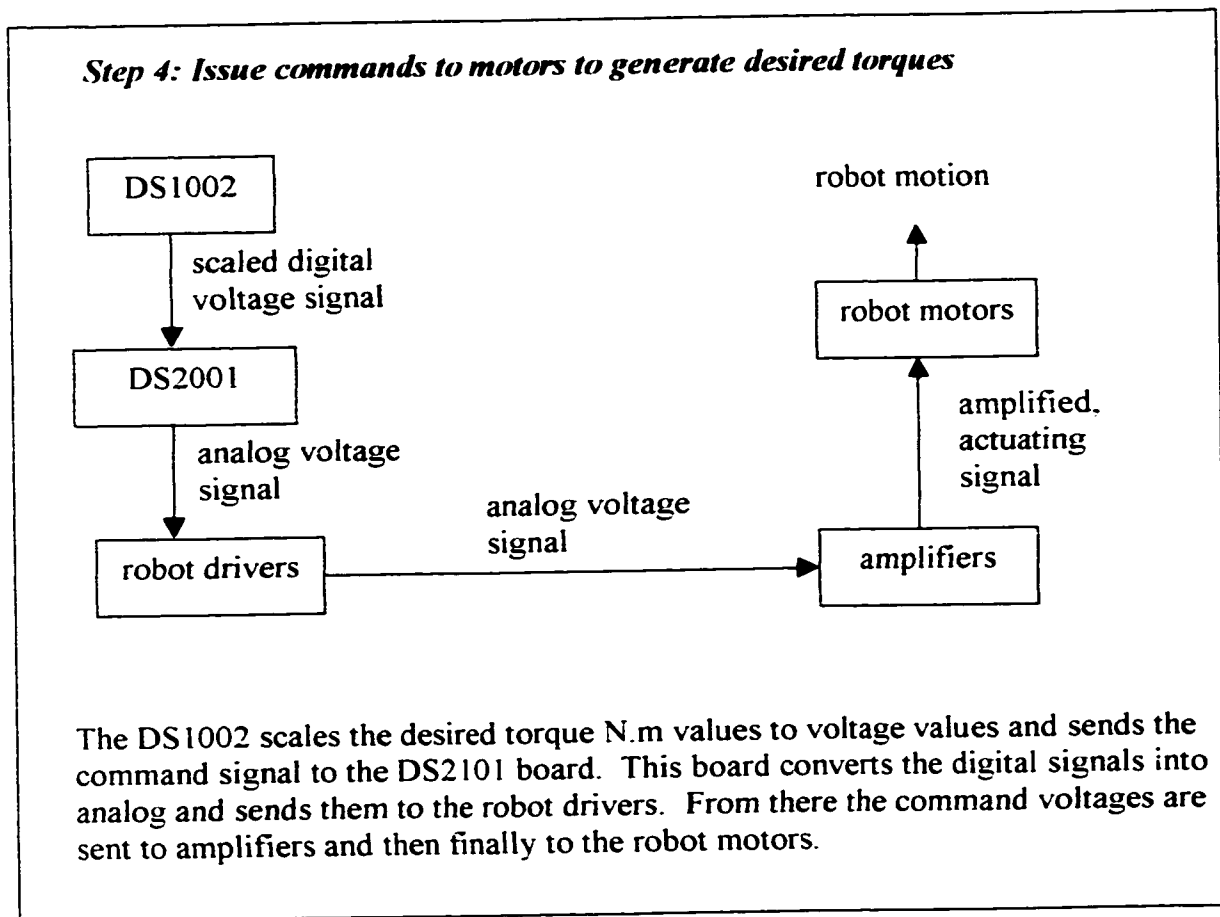 Step 4: Issue commands to motors to generate desired torques
DS1002
scaled digital
voltage signal
DS2001
analog voltage
signal
robot drivers
analog voltage
signal
amplifiers
amplified,
actuating
signal
robot motors
robot motion
The DS1002 scales the desired torque N.m values to voltage values and sends the
command signal to the DS2101 board. This board converts the digital signals into
analog and sends them to the robot drivers. From there the command voltages are
sent to amplifiers and then finally to the robot motors.